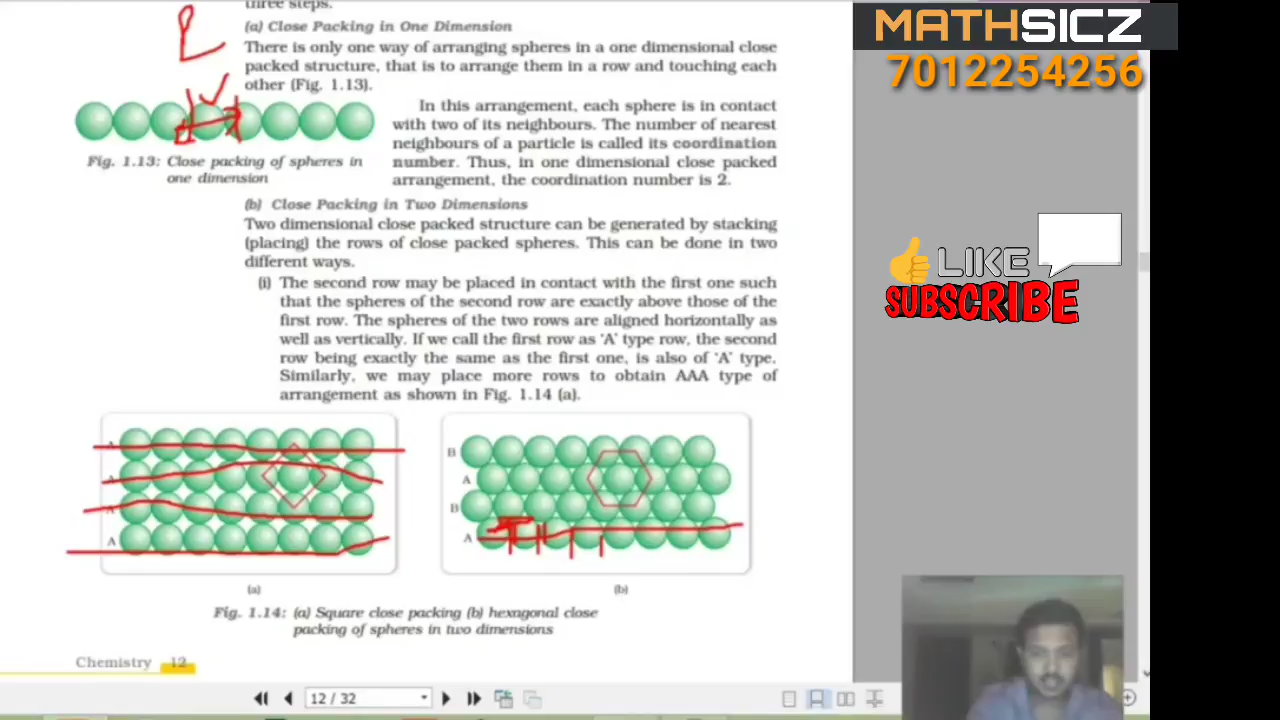 three steps.
(a) Close Packing in One Dimension
There is only one way of arranging spheres in a one dimensional close
packed structure, that is to arrange them in a row and touching each
other (Fig. 1.13).
Fig. 1.13: Close packing of spheres in
one dimension
In this arrangement, each sphere is in contact
with two of its neighbours. The number of nearest
neighbours of a particle is called its coordination
number. Thus, in one dimensional close packed
arrangement, the coordination number is 2.
(b) Close Packing in Two Dimensions
Two dimensional close packed structure can be generated by stacking
(placing) the rows of close packed spheres. This can be done in two
different ways.
(i) The second row may be placed in contact with the first one such
that the spheres of the second row are exactly above those of the
first row. The spheres of the two rows are aligned horizontally as
well as vertically. If we call the first row as ‘A’ type row, the second
row being exactly the same as the first one, is also of ‘A’ type.
Similarly, we may place more rows to obtain AAA type of
arrangement as shown in Fig. 1.14 (a).
A
A
A
A
(a)
B
A
B
A
(b)
Fig. 1.14: (a) Square close packing (b) hexagonal close
packing of spheres in two dimensions
Chemistry 12
12 / 32
MATHSICZ
7012254256
LIKE
SUBSCRIBE